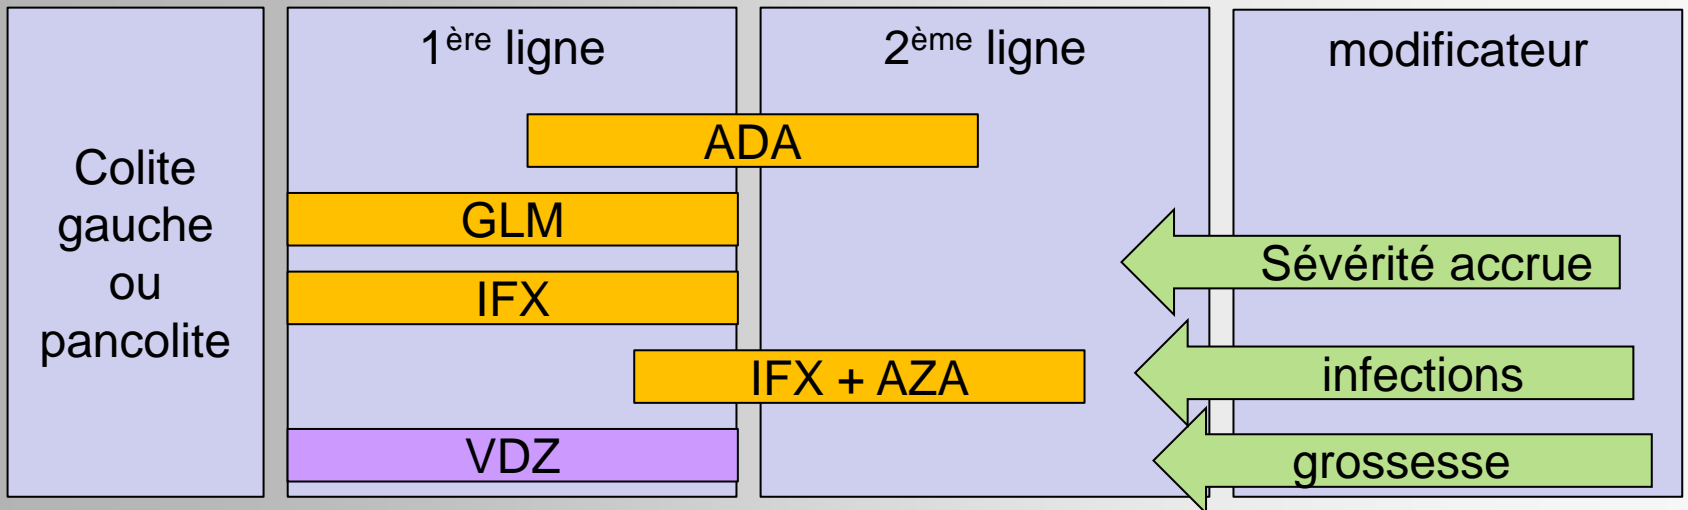 Colite
gauche
ou
pancolite
1ère ligne
2ème ligne
modificateur
ADA
GLM
IFX
IFX + AZA
VDZ
Sévérité accrue
infections
grossesse